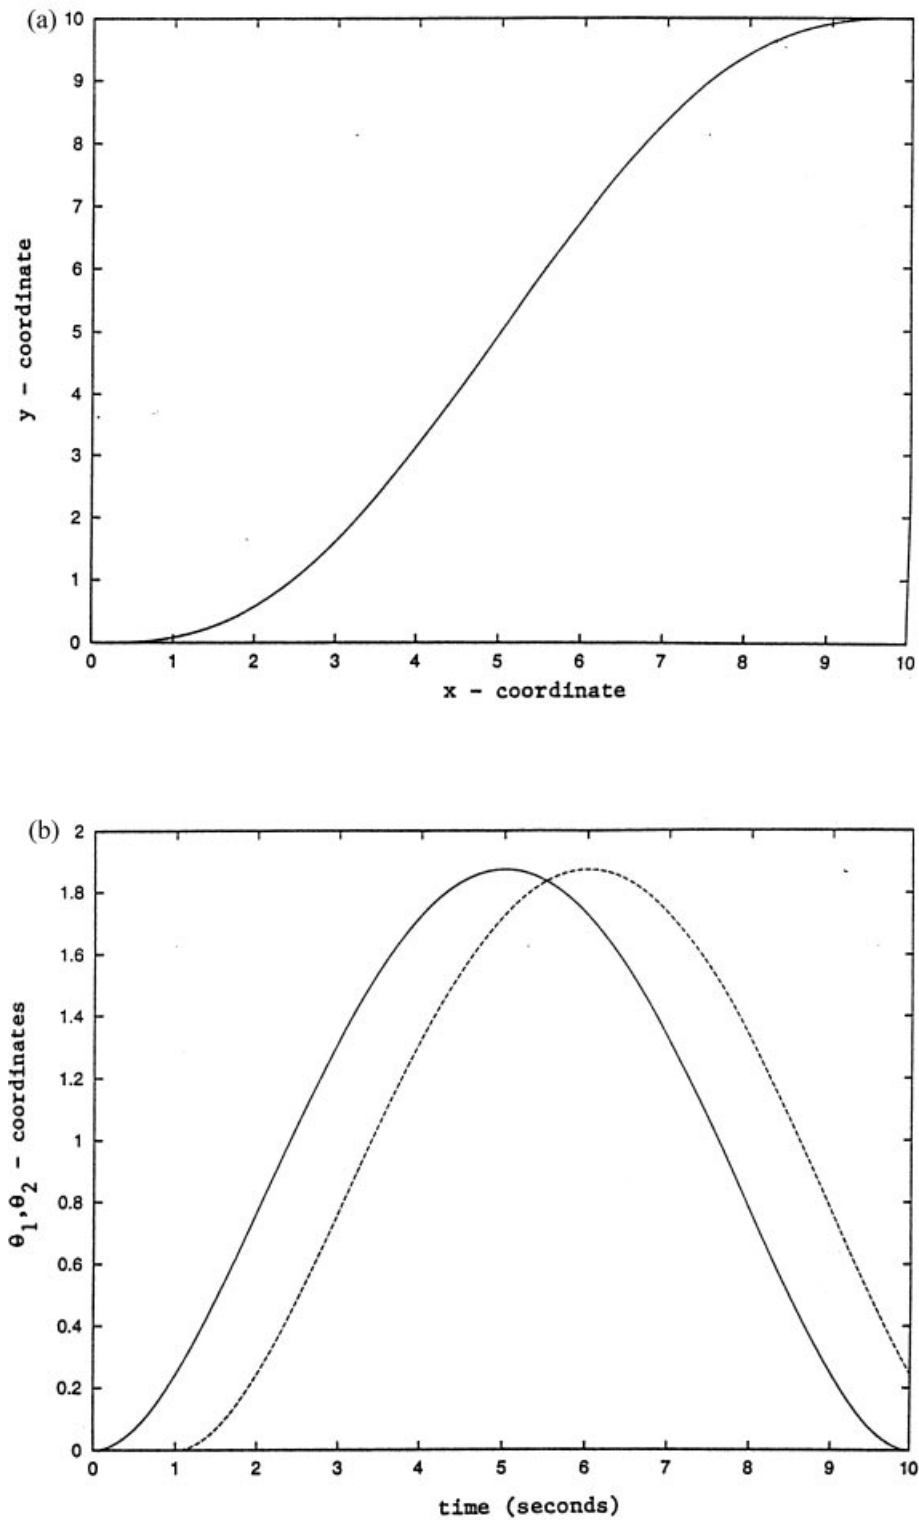 (a)
10
9
8
7
6
5
4
3
2
1
0
y - coordinate
0 1 2 3 4 5 6 7 8 9 10
x - coordinate
(b)
2
1.8
1.6
1.4
1.2
1
0.8
0.6
0.4
0.2
0
θ1,θ2 - coordinates
0 1 2 3 4 5 6 7 8 9 10
time (seconds)